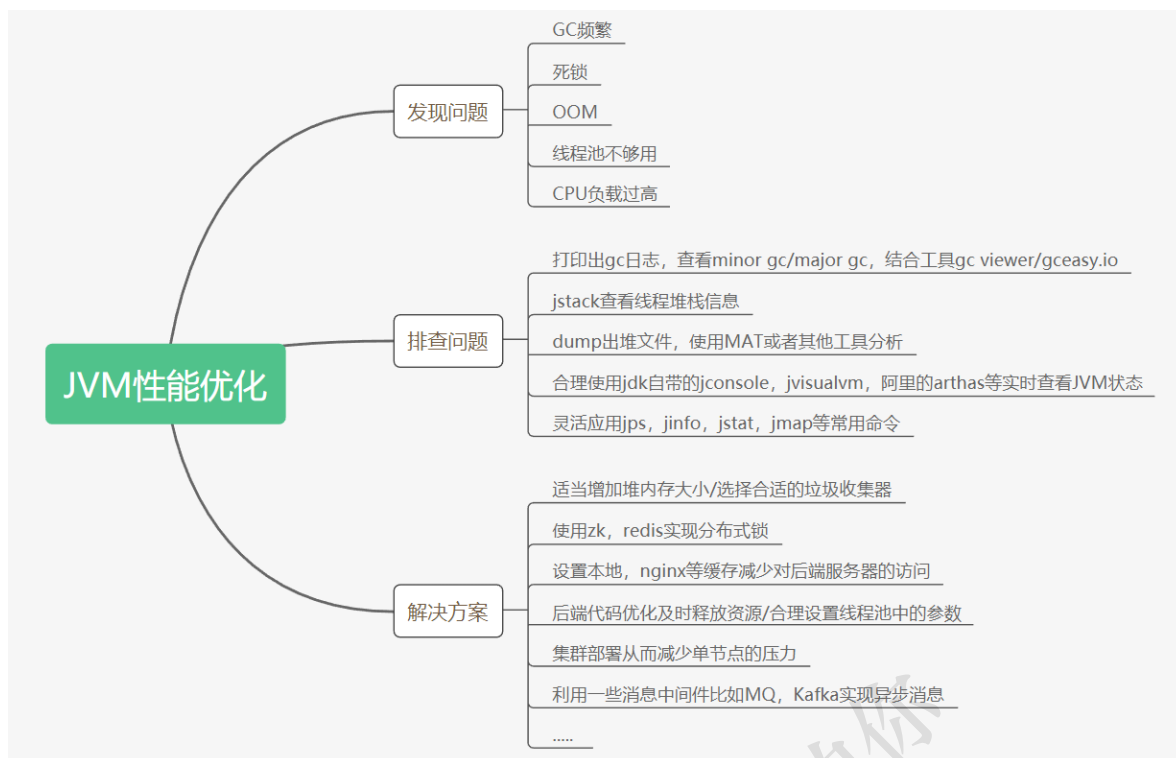 GC频繁
死锁
发现问题
OOM
线程池不够用
CPU负载过高
打印出gc日志，查看minor gc/major gc，结合工具gc viewer/gceasy.io
jstack查看线程堆栈信息
排查问题
dump出堆文件，使用MAT或者其他工具分析
JVM性能优化
合理使用jdk自带的jconsole，jvisualvm，阿里的arthas等实时查看JVM状态
灵活应用jps，jinfo，jstat，jmap等常用命令
适当增加堆内存大小/选择合适的垃圾收集器
使用zk，redis实现分布式锁
设置本地，nginx等缓存减少对后端服务器的访问
解决方案
后端代码优化及时释放资源/合理设置线程池中的参数
集群部署从而减少单节点的压力
利用一些消息中间件比如MQ，Kafka实现异步消息
.....
你